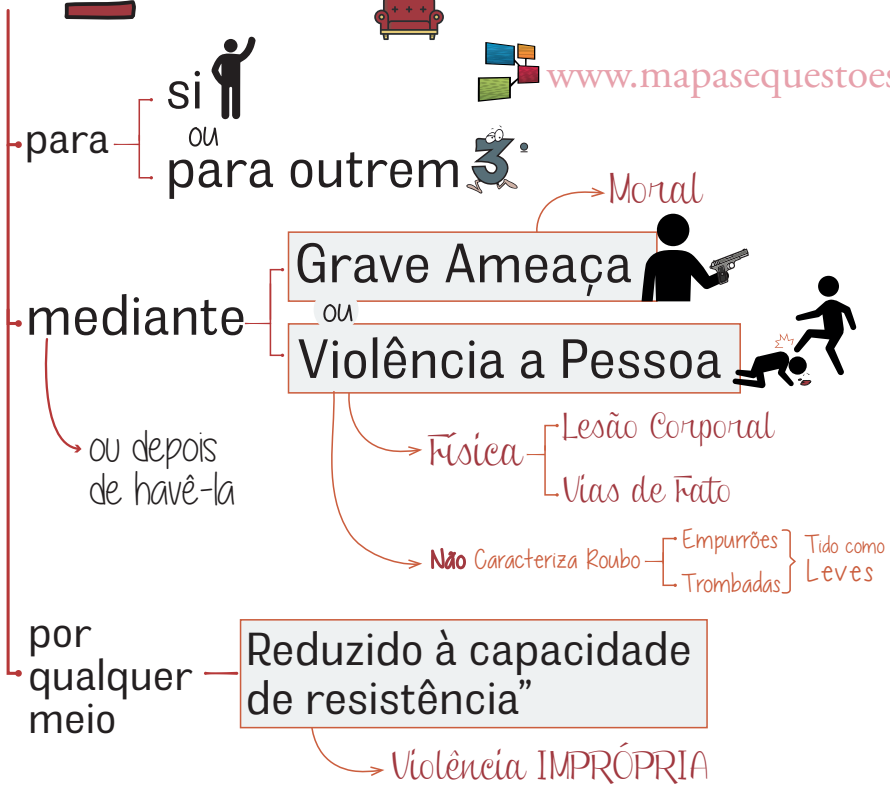 www.mapasequestoes
para
si
ou
para outrem 3º
Moral
mediante
Grave Ameaça
ou
Violência a Pessoa
ou depois
de havê-la
Física
Lesão Corporal
Vias de Fato
Não Caracteriza Roubo
Empurrões
Trombadas
Tido como
Leves
por
qualquer
meio
Reduzido à capacidade
de resistência”
Violência IMPRÓPRIA